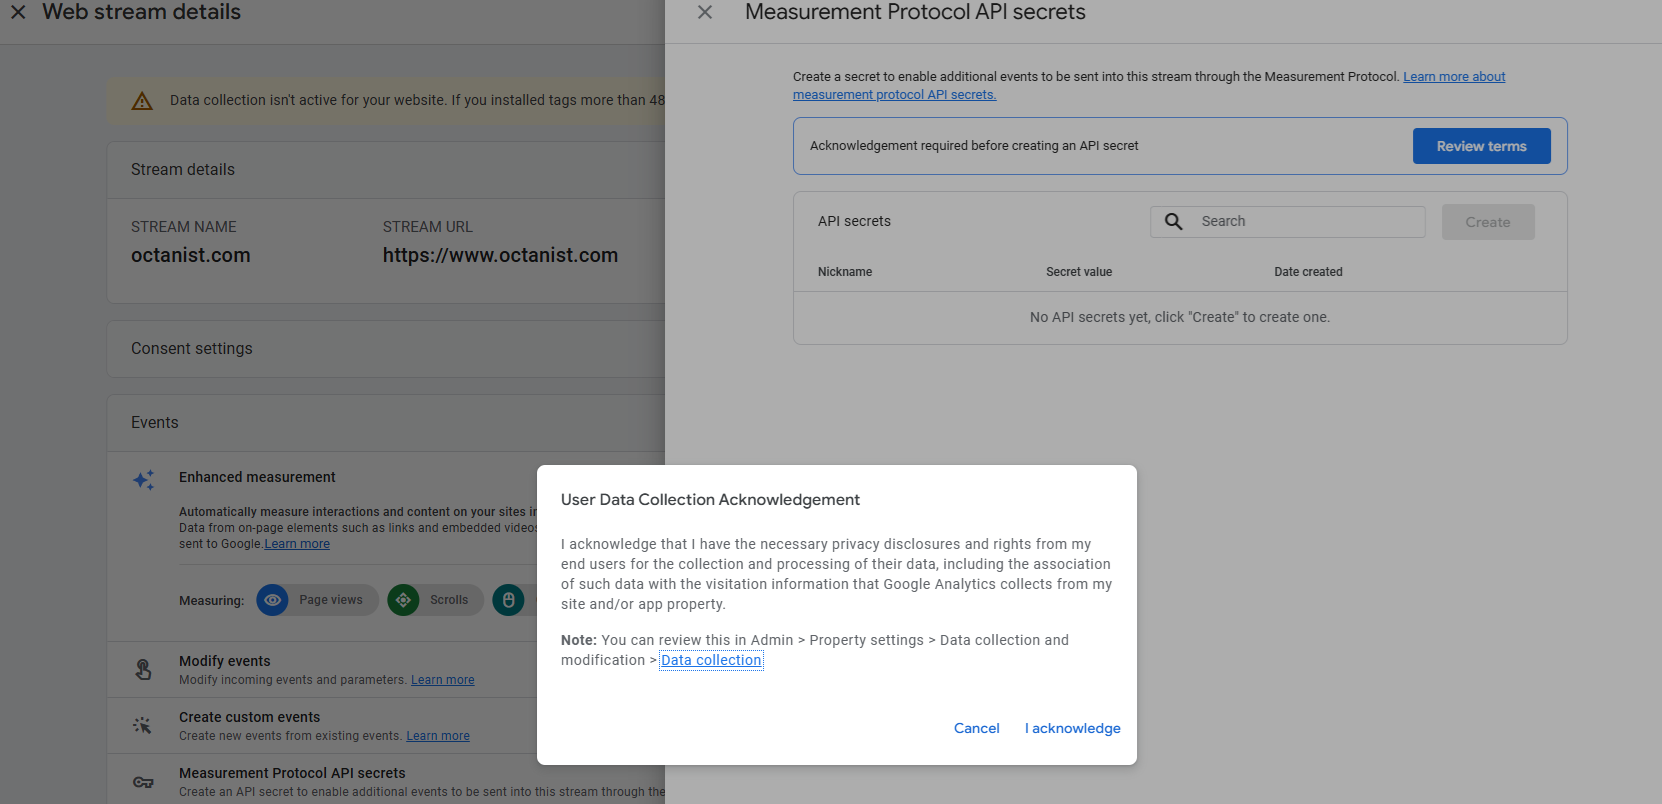 Web stream details
Data collection isn't active for your website. If you installed tags more than 48
Stream details
STREAM NAME
octanist.com
STREAM URL
https://www.octanist.com
Consent settings
Events
Enhanced measurement
Automatically measure interactions and content on your sites in
Data from on-page elements such as links and embedded videos
sent to Google. Learn more
Measuring:
Page views
Scrolls
Modify events
Modify incoming events and parameters. Learn more
Create custom events
Create new events from existing events. Learn more
Measurement Protocol API secrets
Create an API secret to enable additional events to be sent into this stream through the
Measurement Protocol API secrets
Create a secret to enable additional events to be sent into this stream through the Measurement Protocol. Learn more about
measurement protocol API secrets.
Acknowledgement required before creating an API secret
Review terms
API secrets
Search
Create
Nickname
Secret value
Date created
No API secrets yet, click "Create" to create one.
User Data Collection Acknowledgement
I acknowledge that I have the necessary privacy disclosures and rights from my
end users for the collection and processing of their data, including the association
of such data with the visitation information that Google Analytics collects from my
site and/or app property.
Note: You can review this in Admin > Property settings > Data collection and
modification > Data collection
Cancel
I acknowledge